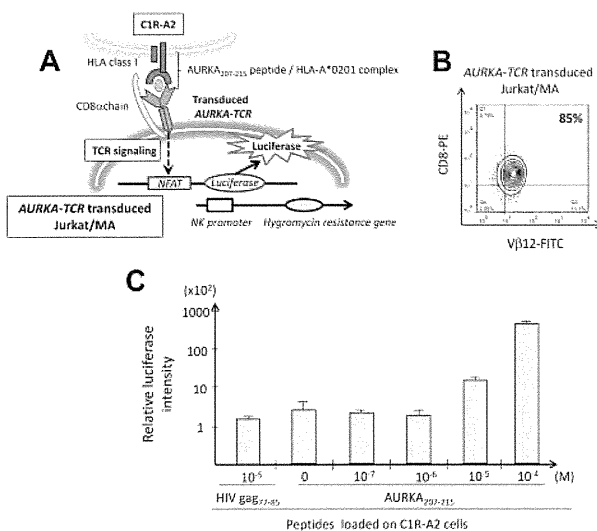 C1R-A2
A
HLA class I
AURKA207-215 peptide / HLA-A*0201 complex
CD8αchain
Transduced
AURKA-TCR
TCR signaling
Luciferase
NFAT
Luciferase
AURKA-TCR transduced
Jurkat/MA
NK promoter
Hygromycin resistance gene
B
AURKA-TCR transduced
Jurkat/MA
85%
CD8-PE
Vβ12-FITC
C
(x10²)
1000
100
10
1
Relative luciferase
intensity
10⁻⁵ 0 10⁻⁷ 10⁻⁶ 10⁻⁵ 10⁻⁴ (M)
HIV gag77-85 AURKA207-215
Peptides loaded on C1R-A2 cells